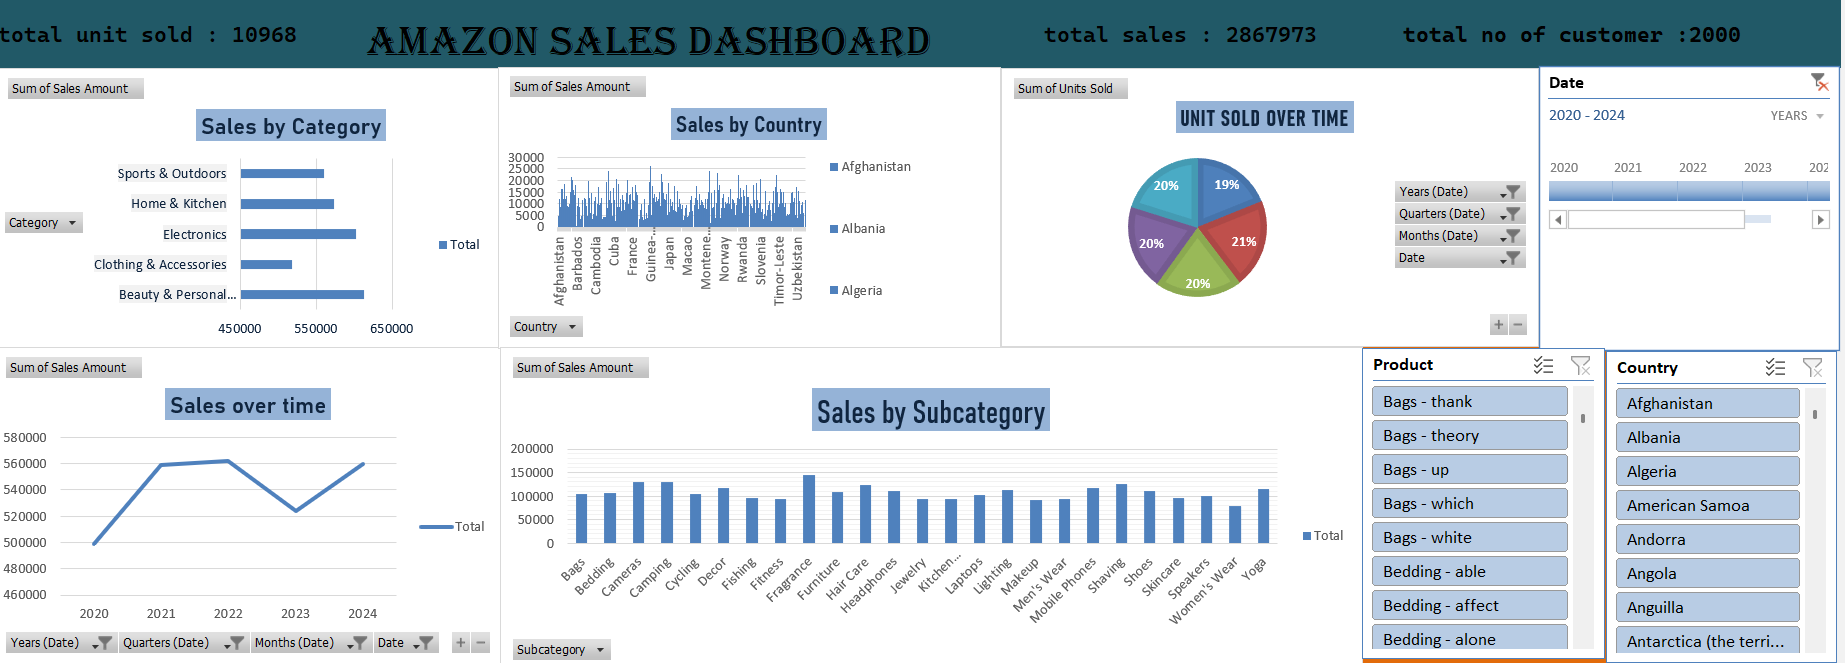 total unit sold : 10968
AMAZON SALES DASHBOARD
total sales : 2867973
total no of customer :2000
Sum of Sales Amount
Sales by Category
Sports & Outdoors
Home & Kitchen
Electronics
Clothing & Accessories
Beauty & Personal...
Category
Total
450000 550000 650000
Sum of Sales Amount
Sales by Country
30000
25000
20000
15000
10000
5000
0
Afghanistan
Barbados
Cambodia
Cuba
France
Guinea-...
Japan
Macao
Montene...
Norway
Rwanda
Slovenia
Timor-Leste
Uzbekistan
Afghanistan
Albania
Algeria
Country
Sum of Units Sold
UNIT SOLD OVER TIME
20%
19%
21%
20%
20%
Years (Date)
Quarters (Date)
Months (Date)
Date
+ −
Date
2020 - 2024
YEARS
2020 2021 2022 2023 202
Sum of Sales Amount
Sales over time
580000
560000
540000
520000
500000
480000
460000
2020 2021 2022 2023 2024
Total
Years (Date) Quarters (Date) Months (Date) Date
+ −
Sum of Sales Amount
Sales by Subcategory
200000
150000
100000
50000
0
Bags
Bedding
Cameras
Camping
Cycling
Decor
Fishing
Fitness
Fragrance
Furniture
Hair Care
Headphones
Jewelry
Kitchen...
Laptops
Lighting
Makeup
Men's Wear
Mobile Phones
Shaving
Shoes
Skincare
Speakers
Women's Wear
Yoga
Total
Subcategory
Product
Bags - thank
Bags - theory
Bags - up
Bags - which
Bags - white
Bedding - able
Bedding - affect
Bedding - alone
Country
Afghanistan
Albania
Algeria
American Samoa
Andorra
Angola
Anguilla
Antarctica (the terri...